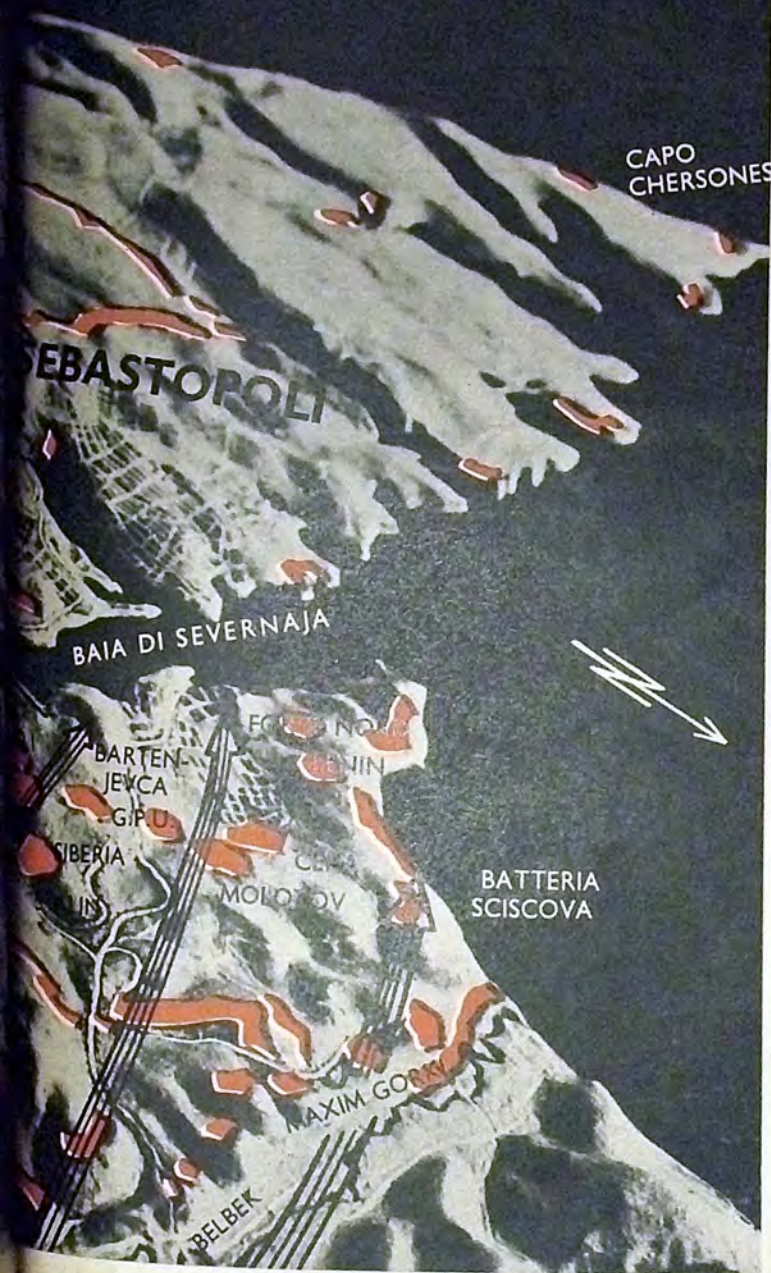 CAPO
CHERSONES
SEBASTOPOLI
BAIA DI SEVERNAJA
BARTEN-
JEVCA
G.P.U.
SIBERIA
MOLOTOV
BATTERIA
SCISCOVA
MAXIM GORKI
BELBEK